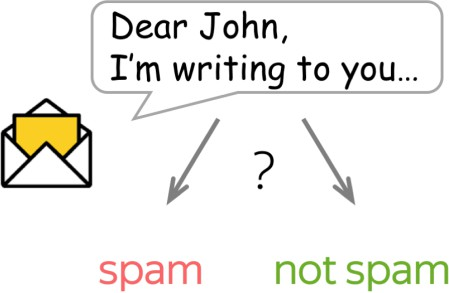 Dear John,
I'm writing to you...
?
spam
not spam